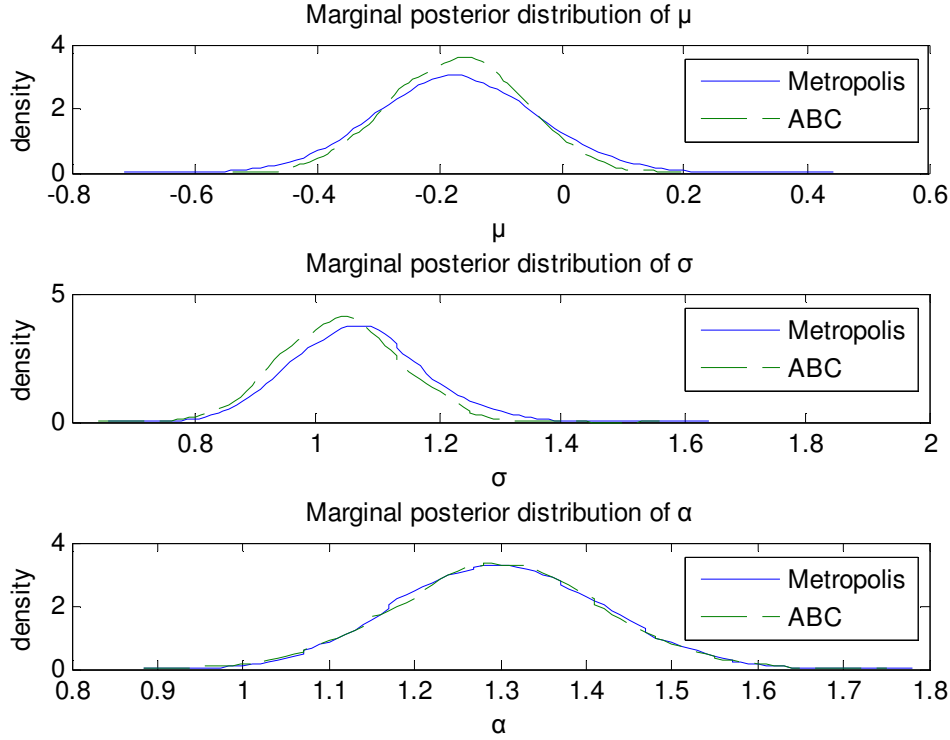 Marginal posterior distribution of μ
4
2
0
density
Metropolis
ABC
-0.8 -0.6 -0.4 -0.2 0 0.2 0.4 0.6
μ
Marginal posterior distribution of σ
5
0
density
Metropolis
ABC
0.8 1 1.2 1.4 1.6 1.8 2
σ
Marginal posterior distribution of α
4
2
0
density
Metropolis
ABC
0.8 0.9 1 1.1 1.2 1.3 1.4 1.5 1.6 1.7 1.8
α